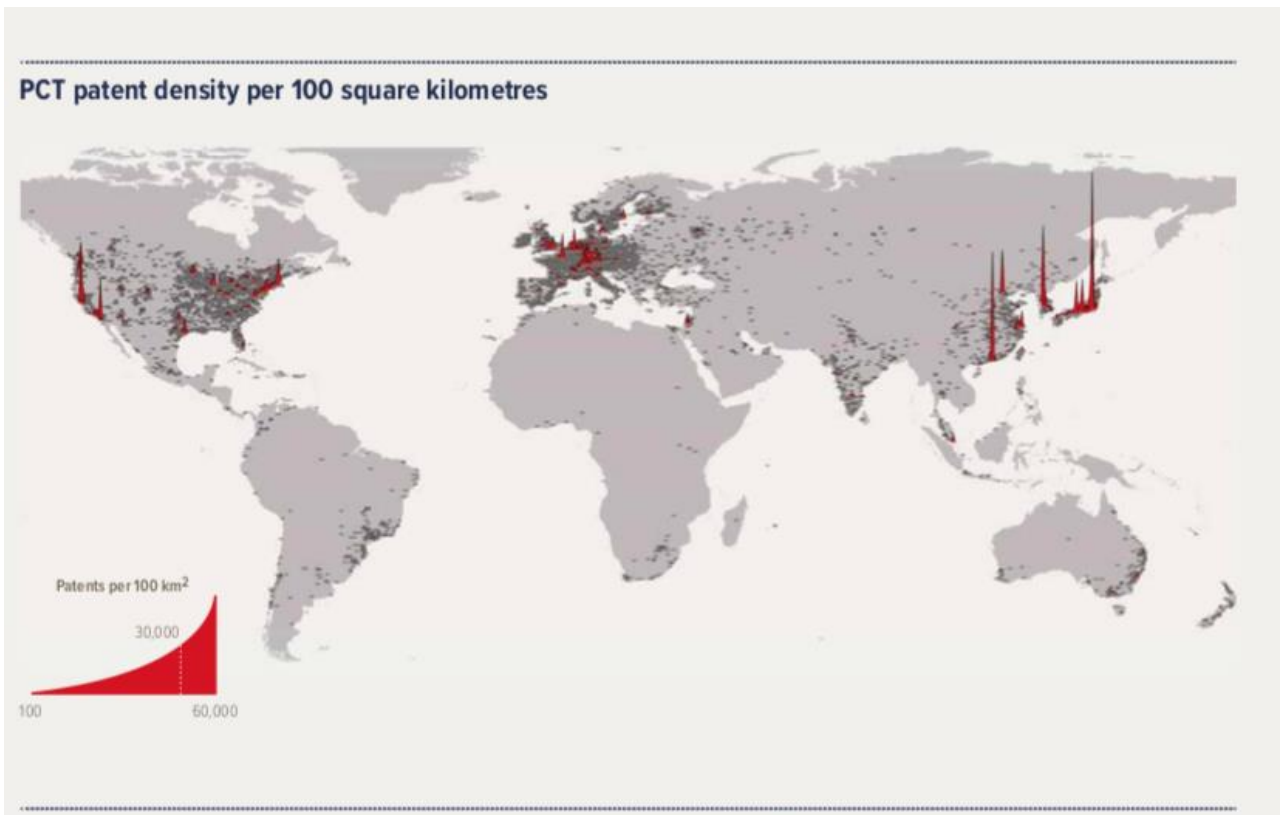 PCT patent density per 100 square kilometres
Patents per 100 km²
30,000
100
60,000